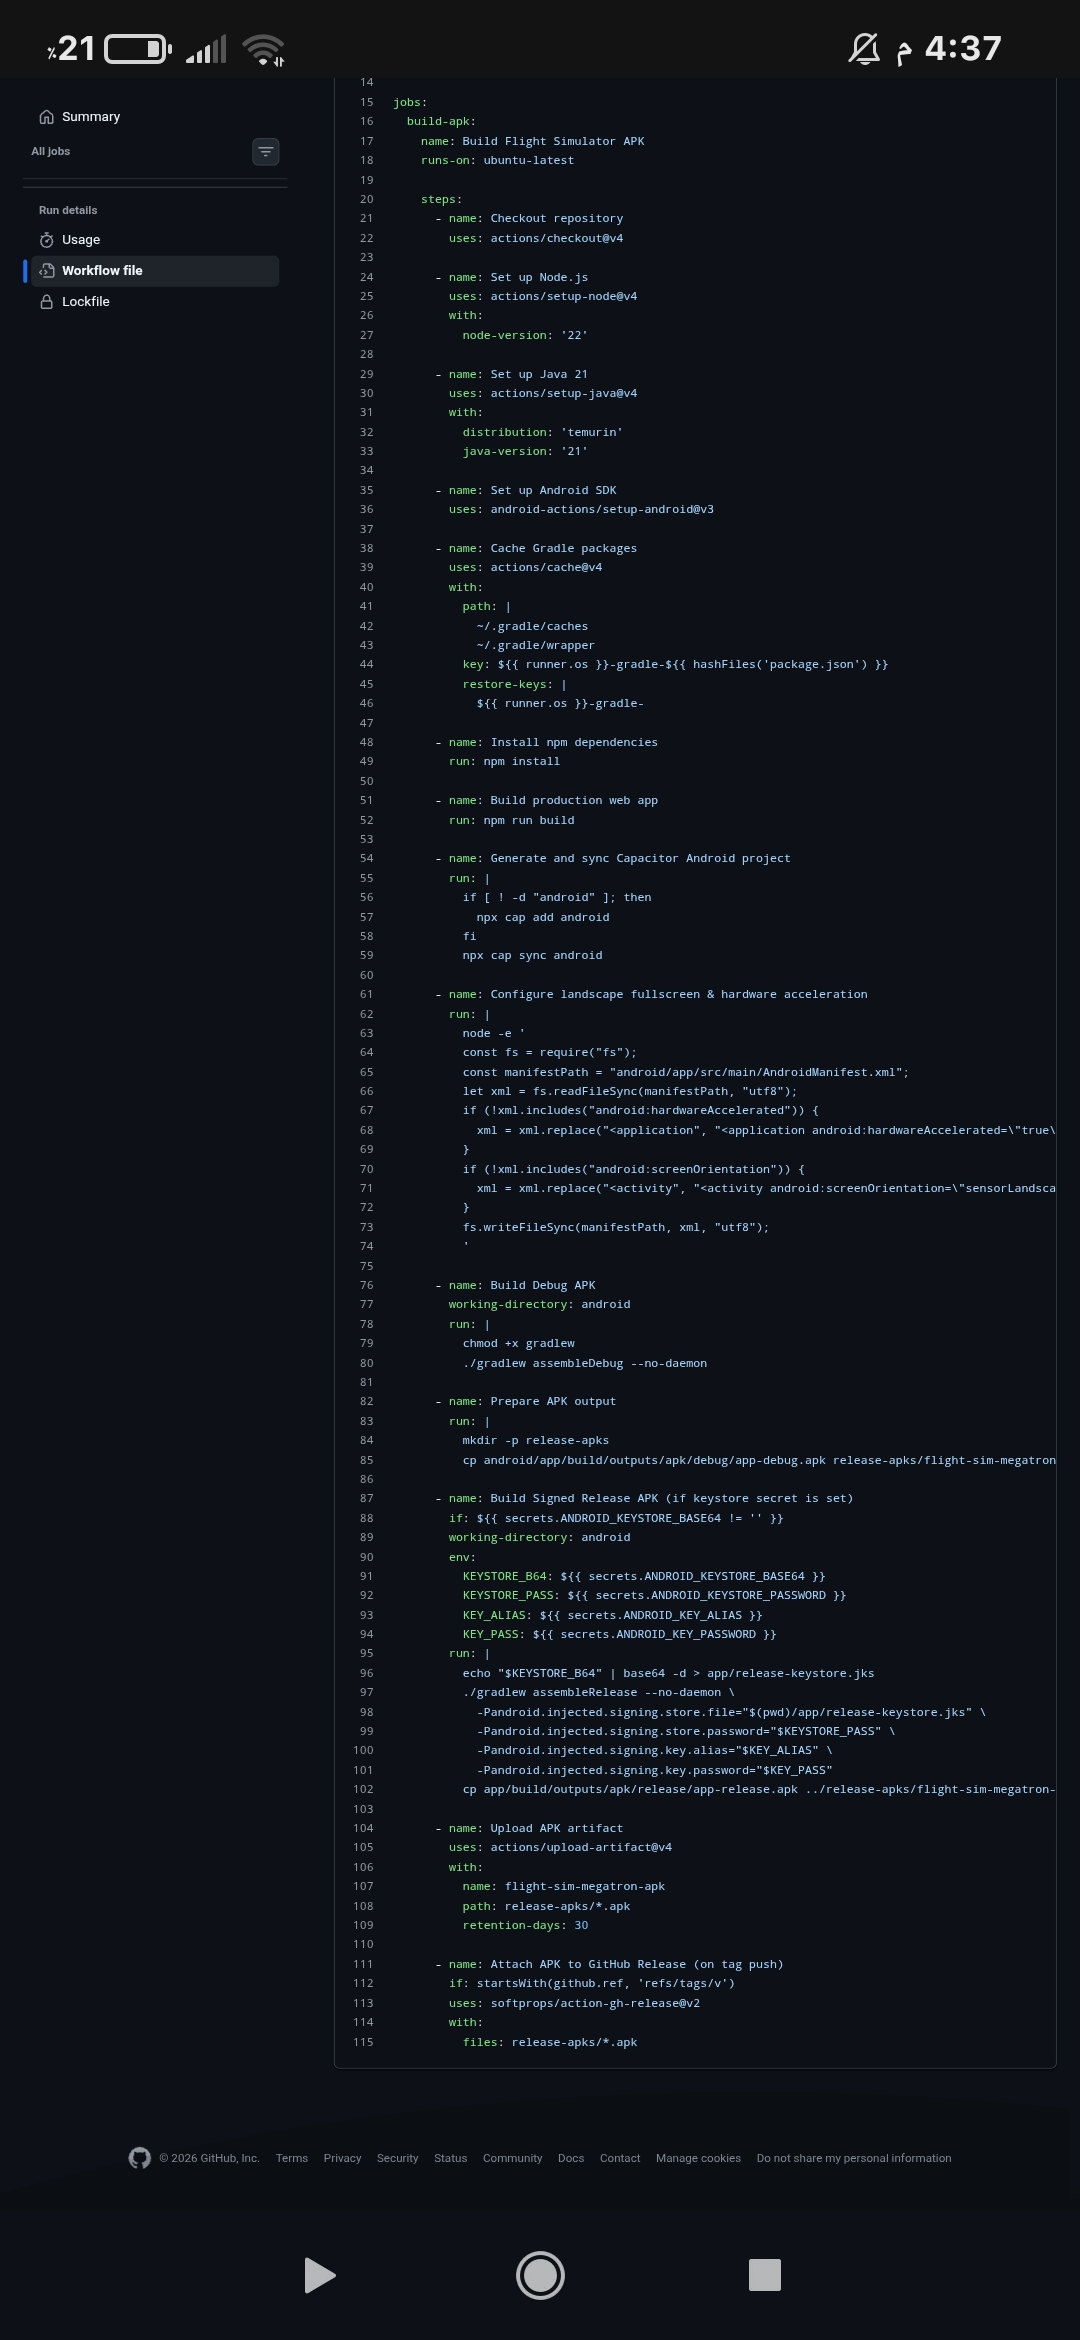 ٪21
م 4:37
Summary
All jobs
Run details
Usage
Workflow file
Lockfile
14
15 jobs:
16   build-apk:
17     name: Build Flight Simulator APK
18     runs-on: ubuntu-latest
19
20     steps:
21       - name: Checkout repository
22         uses: actions/checkout@v4
23
24       - name: Set up Node.js
25         uses: actions/setup-node@v4
26         with:
27           node-version: '22'
28
29       - name: Set up Java 21
30         uses: actions/setup-java@v4
31         with:
32           distribution: 'temurin'
33           java-version: '21'
34
35       - name: Set up Android SDK
36         uses: android-actions/setup-android@v3
37
38       - name: Cache Gradle packages
39         uses: actions/cache@v4
40         with:
41           path: |
42             ~/.gradle/caches
43             ~/.gradle/wrapper
44           key: ${{ runner.os }}-gradle-${{ hashFiles('package.json') }}
45           restore-keys: |
46             ${{ runner.os }}-gradle-
47
48       - name: Install npm dependencies
49         run: npm install
50
51       - name: Build production web app
52         run: npm run build
53
54       - name: Generate and sync Capacitor Android project
55         run: |
56           if [ ! -d "android" ]; then
57             npx cap add android
58           fi
59           npx cap sync android
60
61       - name: Configure landscape fullscreen & hardware acceleration
62         run: |
63           node -e '
64           const fs = require("fs");
65           const manifestPath = "android/app/src/main/AndroidManifest.xml";
66           let xml = fs.readFileSync(manifestPath, "utf8");
67           if (!xml.includes("android:hardwareAccelerated")) {
68             xml = xml.replace("<application", "<application android:hardwareAccelerated=\"true\
69           }
70           if (!xml.includes("android:screenOrientation")) {
71             xml = xml.replace("<activity", "<activity android:screenOrientation=\"sensorLandsca
72           }
73           fs.writeFileSync(manifestPath, xml, "utf8");
74           '
75
76       - name: Build Debug APK
77         working-directory: android
78         run: |
79           chmod +x gradlew
80           ./gradlew assembleDebug --no-daemon
81
82       - name: Prepare APK output
83         run: |
84           mkdir -p release-apks
85           cp android/app/build/outputs/apk/debug/app-debug.apk release-apks/flight-sim-megatron
86
87       - name: Build Signed Release APK (if keystore secret is set)
88         if: ${{ secrets.ANDROID_KEYSTORE_BASE64 != '' }}
89         working-directory: android
90         env:
91           KEYSTORE_B64: ${{ secrets.ANDROID_KEYSTORE_BASE64 }}
92           KEYSTORE_PASS: ${{ secrets.ANDROID_KEYSTORE_PASSWORD }}
93           KEY_ALIAS: ${{ secrets.ANDROID_KEY_ALIAS }}
94           KEY_PASS: ${{ secrets.ANDROID_KEY_PASSWORD }}
95         run: |
96           echo "$KEYSTORE_B64" | base64 -d > app/release-keystore.jks
97           ./gradlew assembleRelease --no-daemon \
98             -Pandroid.injected.signing.store.file="$(pwd)/app/release-keystore.jks" \
99             -Pandroid.injected.signing.store.password="$KEYSTORE_PASS" \
100             -Pandroid.injected.signing.key.alias="$KEY_ALIAS" \
101             -Pandroid.injected.signing.key.password="$KEY_PASS"
102           cp app/build/outputs/apk/release/app-release.apk ../release-apks/flight-sim-megatron-
103
104       - name: Upload APK artifact
105         uses: actions/upload-artifact@v4
106         with:
107           name: flight-sim-megatron-apk
108           path: release-apks/*.apk
109           retention-days: 30
110
111       - name: Attach APK to GitHub Release (on tag push)
112         if: startsWith(github.ref, 'refs/tags/v')
113         uses: softprops/action-gh-release@v2
114         with:
115           files: release-apks/*.apk
© 2026 GitHub, Inc. Terms Privacy Security Status Community Docs Contact Manage cookies Do not share my personal information